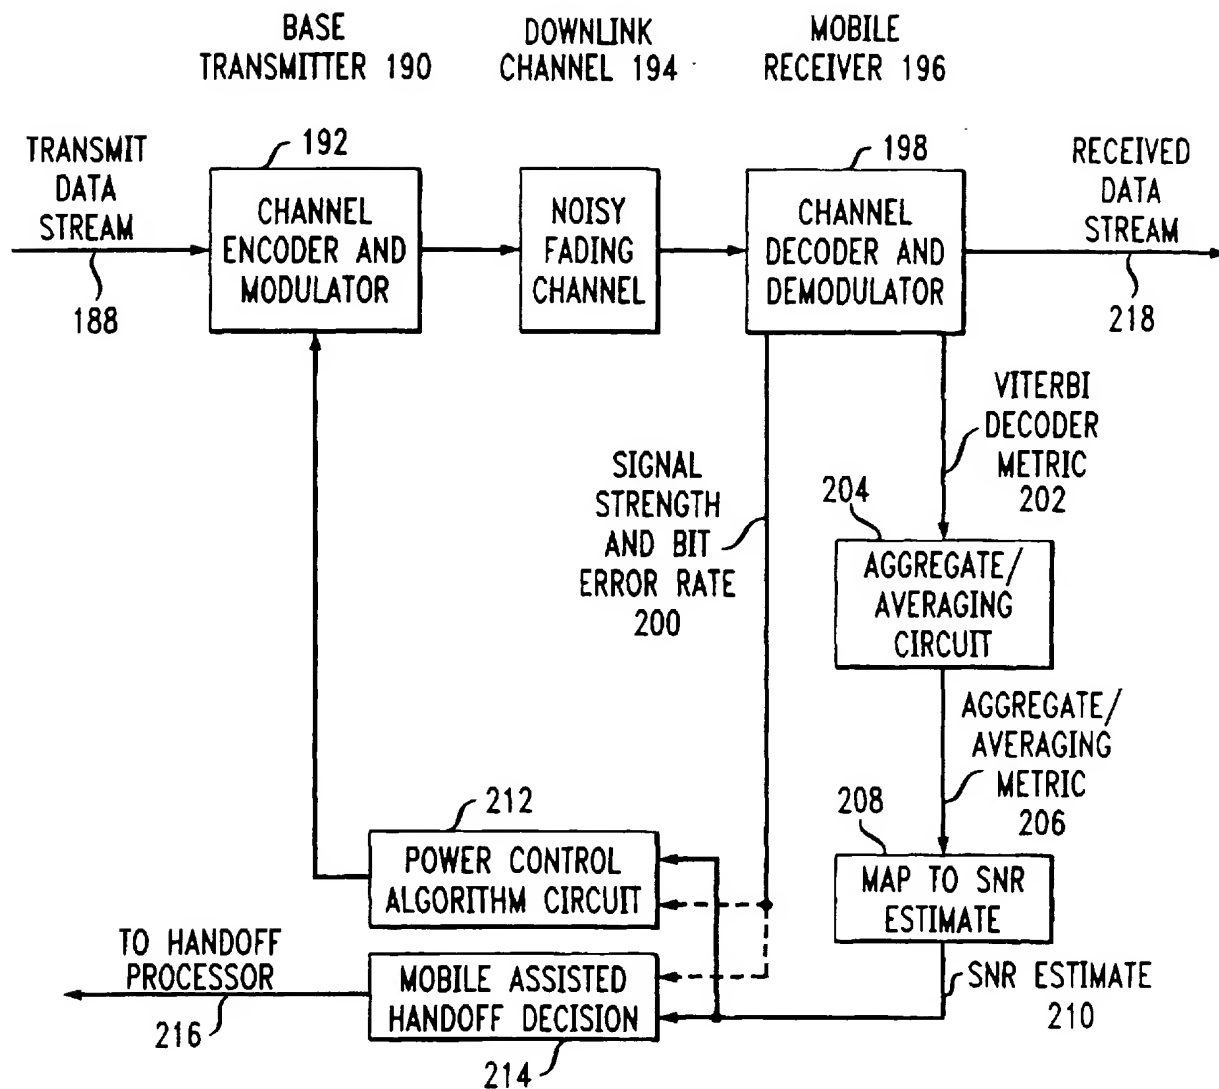 BASE
TRANSMITTER 190
DOWNLINK
CHANNEL 194
MOBILE
RECEIVER 196
TRANSMIT
DATA
STREAM
188
192
CHANNEL
ENCODER AND
MODULATOR
NOISY
FADING
CHANNEL
198
CHANNEL
DECODER AND
DEMODULATOR
RECEIVED
DATA
STREAM
218
SIGNAL
STRENGTH
AND BIT
ERROR RATE
200
VITERBI
DECODER
METRIC
202
204
AGGREGATE/
AVERAGING
CIRCUIT
AGGREGATE/
AVERAGING
METRIC
206
208
MAP TO SNR
ESTIMATE
SNR ESTIMATE
210
212
POWER CONTROL
ALGORITHM CIRCUIT
TO HANDOFF
PROCESSOR
216
MOBILE ASSISTED
HANDOFF DECISION
214